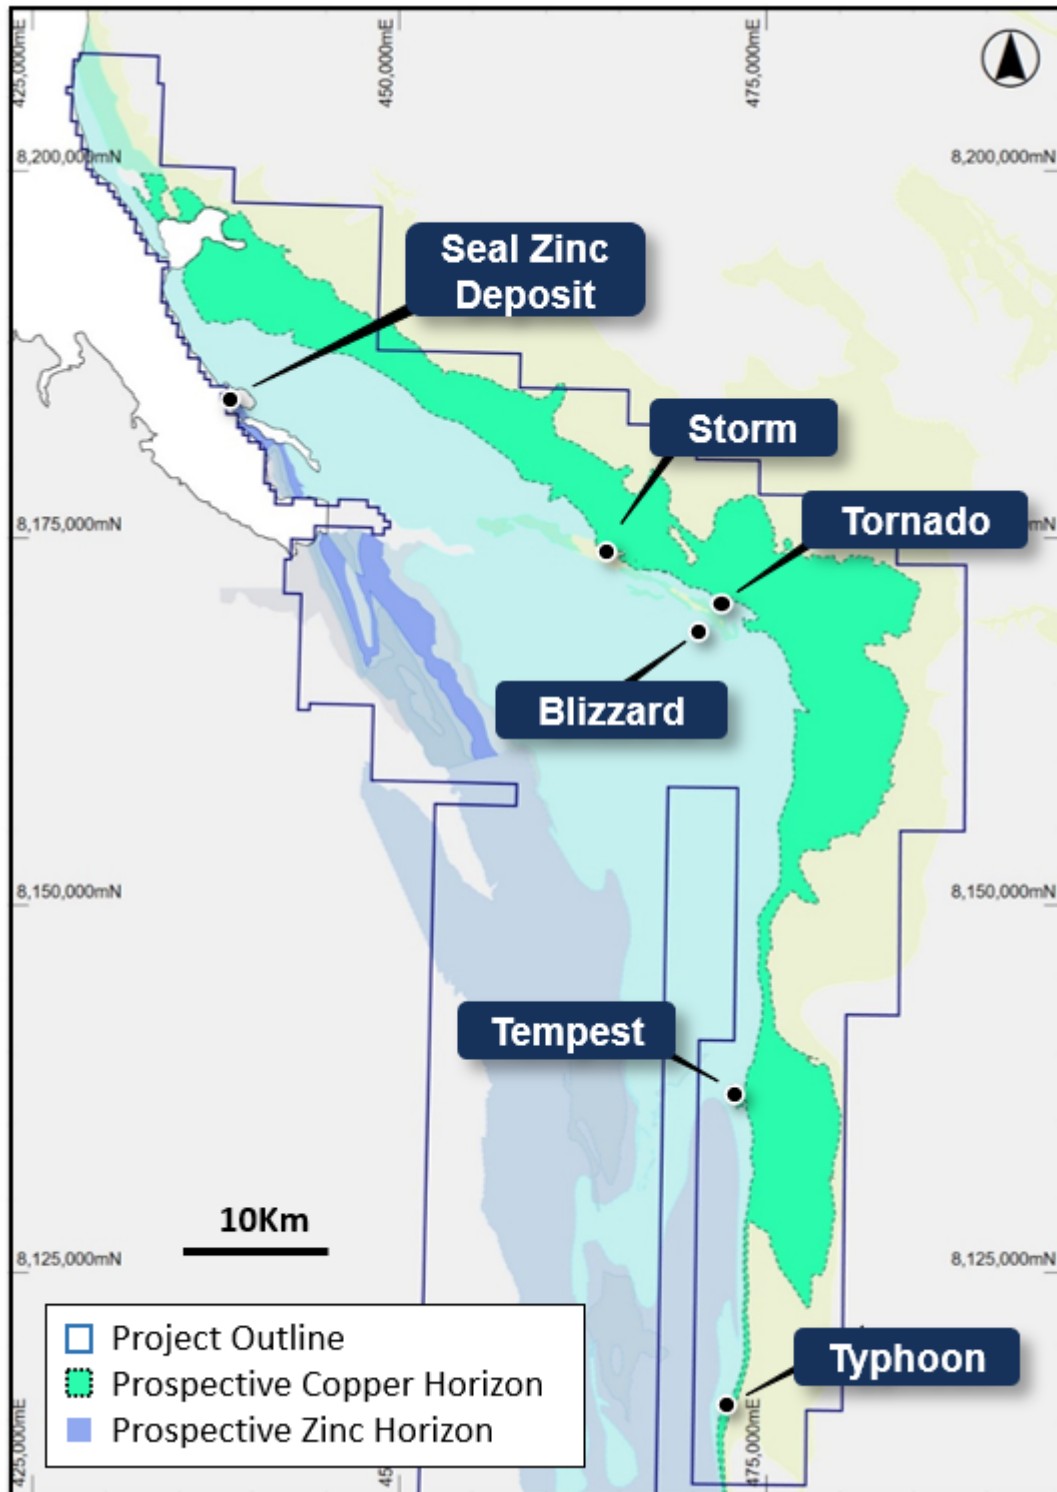 425,000mE
450,000mE
475,000mE
8,200,000mN
8,200,000mN
Seal Zinc
Deposit
Storm
8,175,000mN
Tornado
mN
Blizzard
8,150,000mN
8,150,000mN
Tempest
10Km
8,125,000mN
8,125,000mN
Project Outline
Prospective Copper Horizon
Prospective Zinc Horizon
Typhoon
425,000mE
45
475,000mE